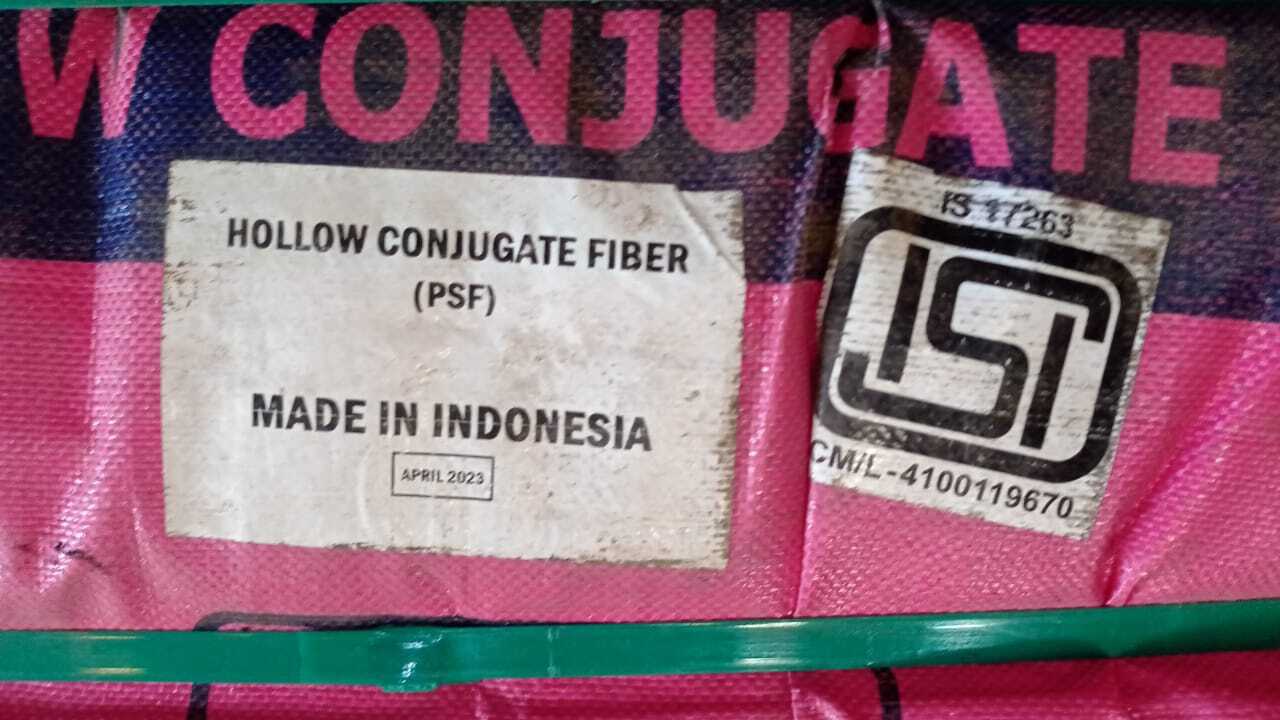 W CONJUGATE
HOLLOW CONJUGATE FIBER
(PSF)
MADE IN INDONESIA
APRIL 2023
IS 17263
ISI
CM/L-4100119670